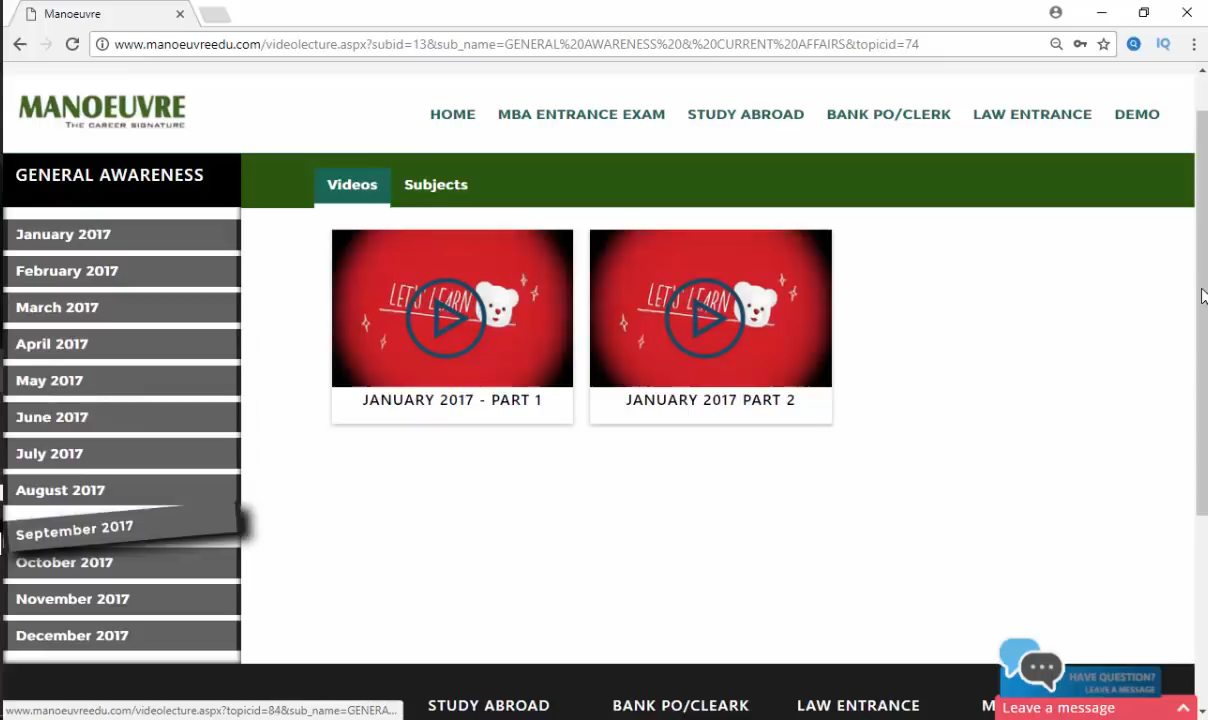 Manoeuvre
www.manoeuvreedu.com/videolecture.aspx?subid=13&sub_name=GENERAL%20AWARENESS%20&%20CURRENT%20AFFAIRS&topicid=74
IQ
MANOEUVRE
THE CAREER SIGNATURE
HOME
MBA ENTRANCE EXAM
STUDY ABROAD
BANK PO/CLERK
LAW ENTRANCE
DEMO
GENERAL AWARENESS
Videos
Subjects
January 2017
February 2017
March 2017
April 2017
May 2017
June 2017
July 2017
August 2017
September 2017
October 2017
November 2017
December 2017
LET'S LEARN
JANUARY 2017 - PART 1
LET'S LEARN
JANUARY 2017 PART 2
HAVE QUESTION?
LEAVE A MESSAGE
Leave a message
www.manoeuvreedu.com/videolecture.aspx?topicid=84&sub_name=GENERA...
STUDY ABROAD
BANK PO/CLEARK
LAW ENTRANCE
M